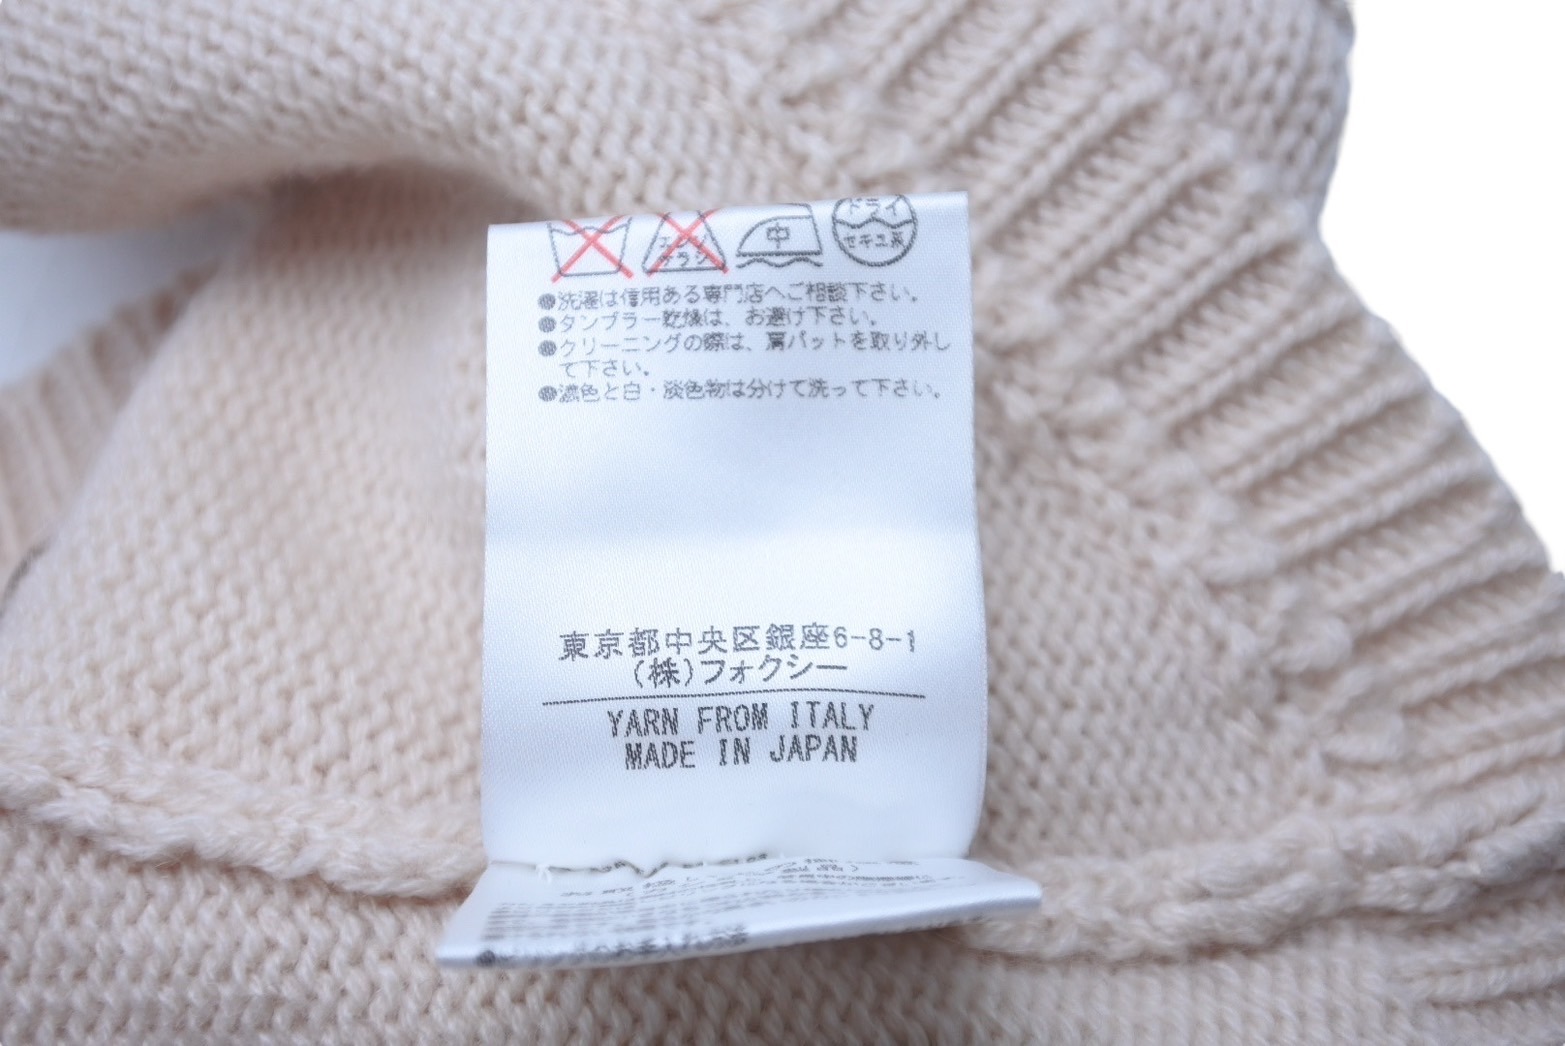 中
ドライ
セキユ系
●洗濯は信用ある専門店へご相談下さい。
●タンブラー乾燥は、お避け下さい。
●クリーニングの際は、肩パットを取り外し
て下さい。
●濃色と白・淡色物は分けて洗って下さい。
東京都中央区銀座6-8-1
(株)フォクシー
YARN FROM ITALY
MADE IN JAPAN